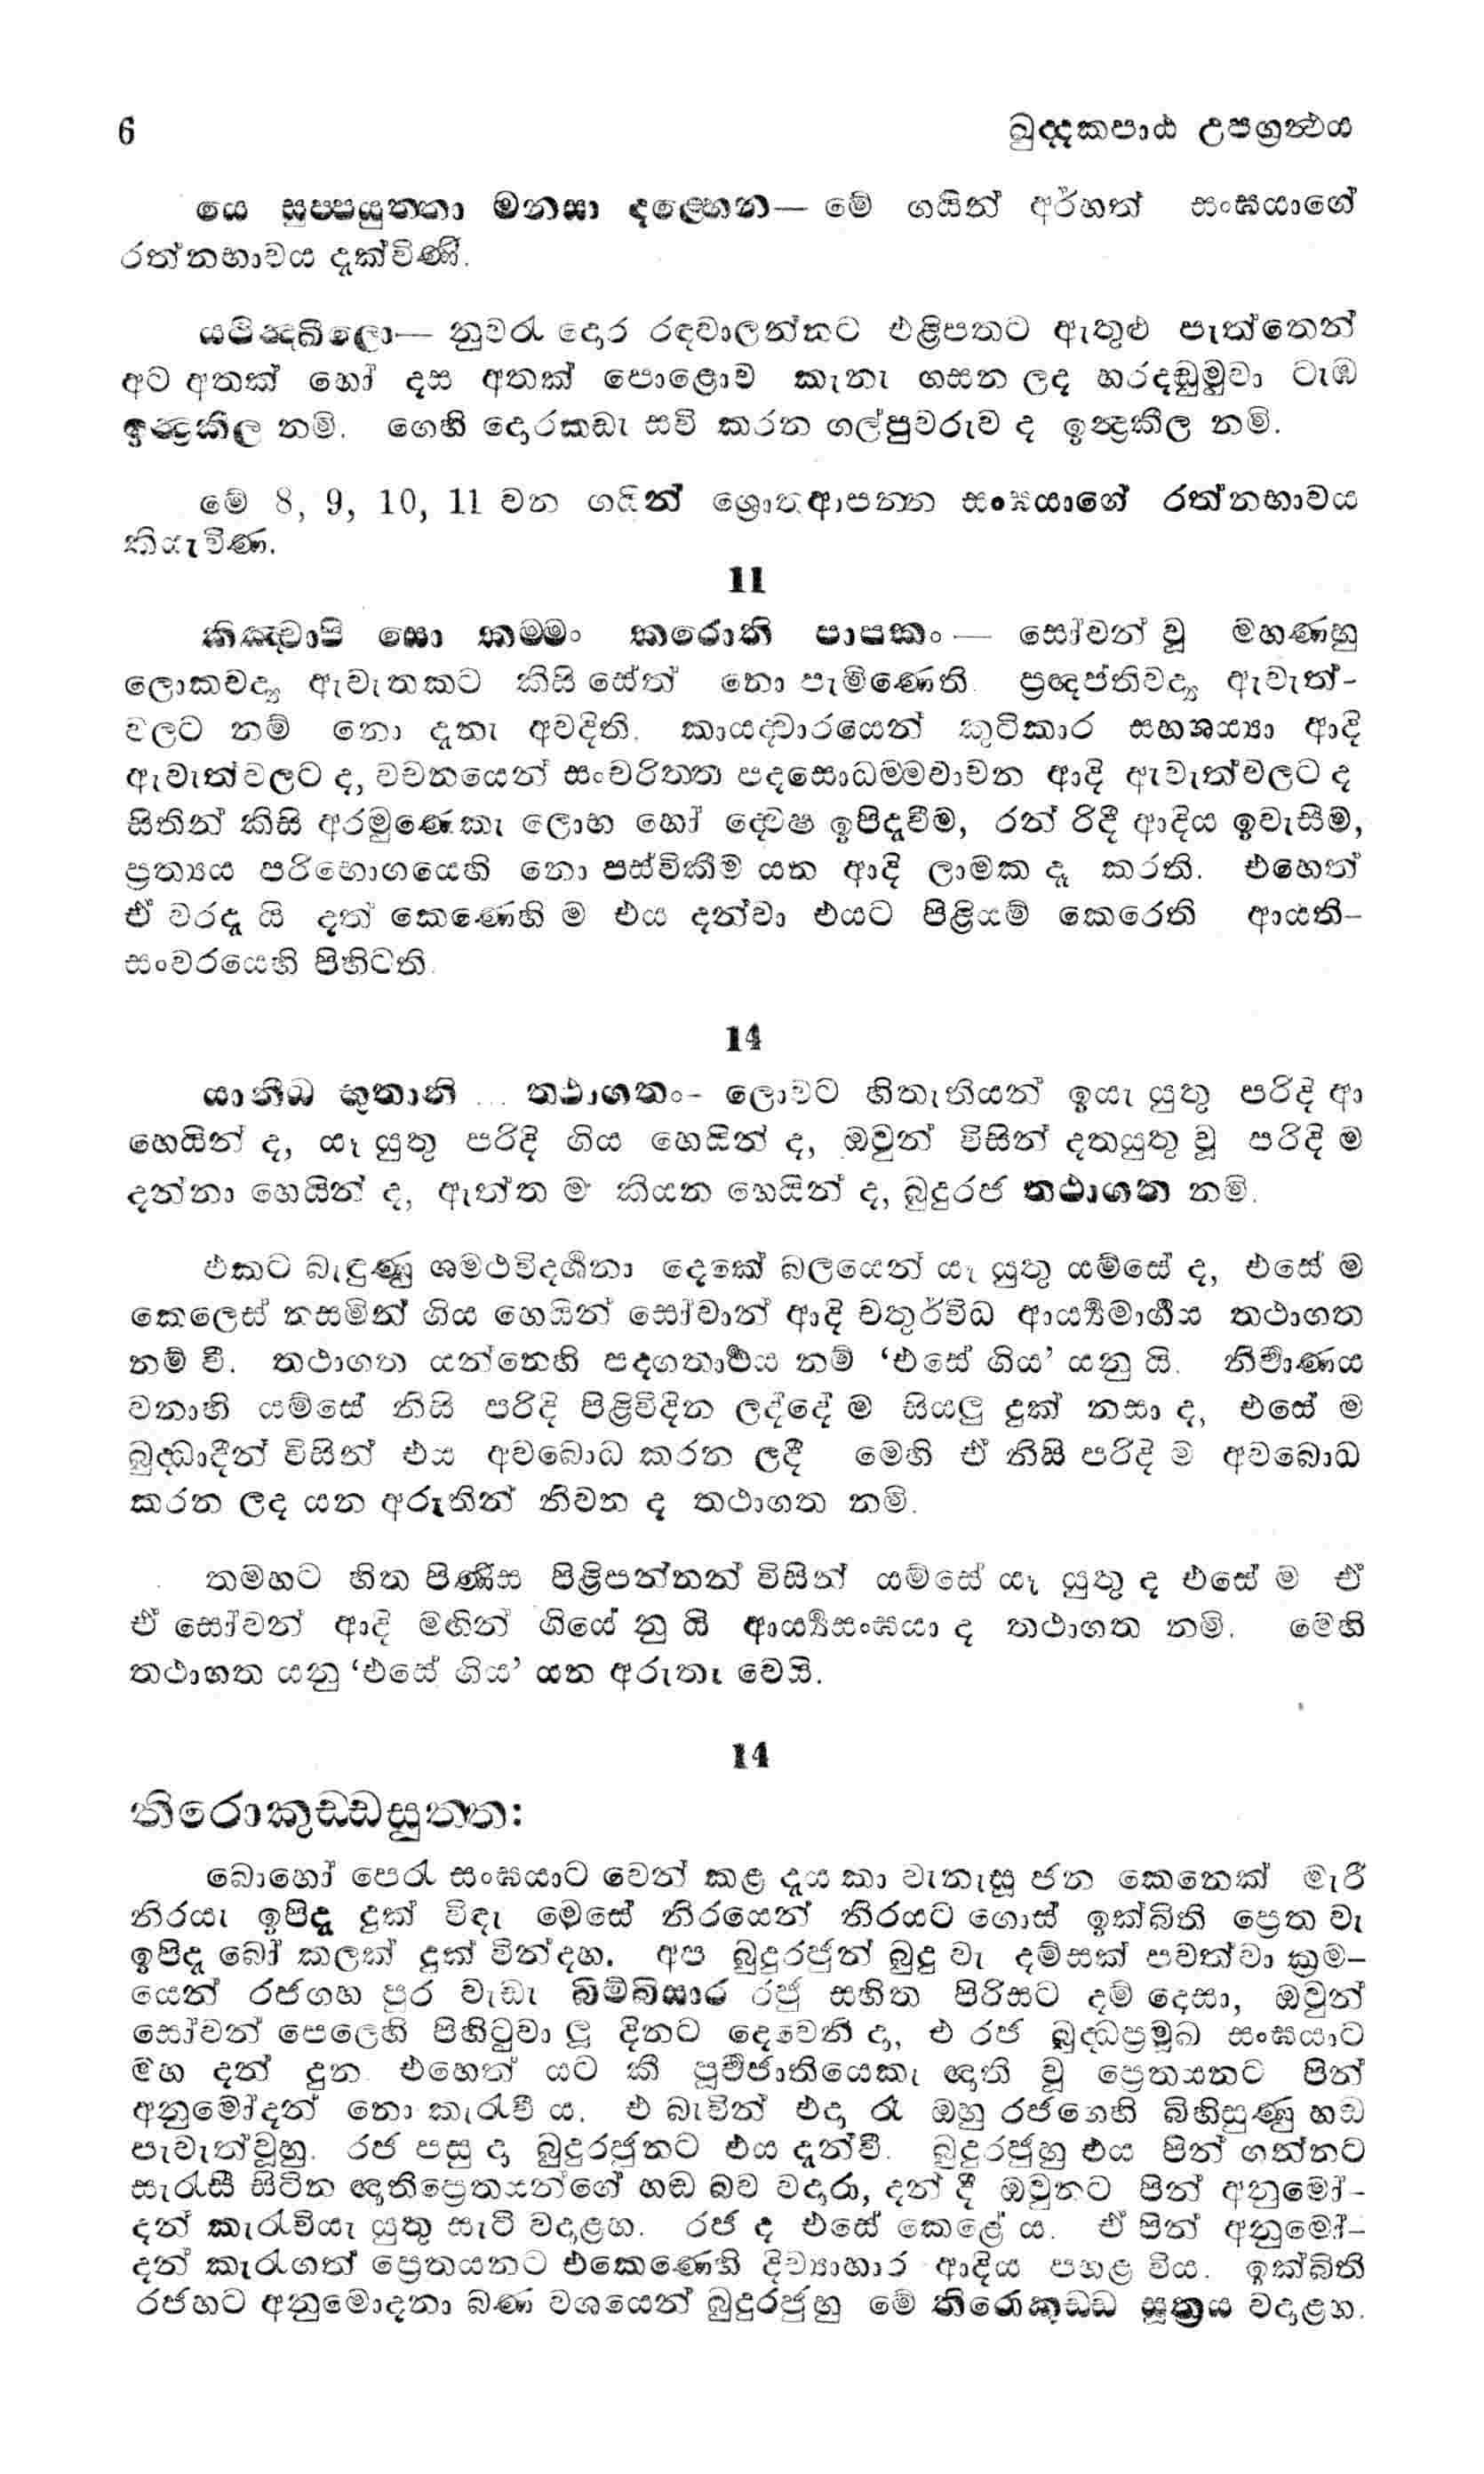 6 ඛුද්දකපාඨ උපග්‍රන්ථය
යෙ සුප්පයුත්තා මනසා දළ්හෙන— මේ ගයින් අර්හත් සංඝයාගේ
රත්නභාවය දැක්විණි.
යථින්දඛීලො— නුවරැ දොර රඳවාලන්නට එළිපතට ඇතුළු පැත්තෙන්
අට අතක් හෝ දස අතක් පොළොව කැනැ ගසන ලද හරදඬුමුවා ටැඹ
ඉන්ද්‍රකීල නමි. ගෙහි දොරකඩැ සවි කරන ගල්පුවරුව ද ඉන්ද්‍රකීල නමි.
මේ 8, 9, 10, 11 වන ගයින් ශ්‍රොතආපන්න සංඝයාගේ රත්නභාවය
කියැවිණ.
11
කිඤ්චාපි සො කම්මං කරොති පාපකං — සෝවන් වූ මහණහු
ලොකවද්‍ය ඇවැතකට කිසි සේත් නො පැමිණෙති. ප්‍රඥප්තිවද්‍ය ඇවැත්-
වලට නම් නො දැනැ අවදිති. කායද්වාරයෙන් කුටිකාර සහශය්‍යා ආදි
ඇවැත්වලට ද, වචනයෙන් සංචරිත්ත පදසොධම්මවාචන ආදි ඇවැත්වලට ද
සිතින් කිසි අරමුණෙකැ ලොභ හෝ ද්වෙෂ ඉපිදැවීම, රන් රිදී ආදිය ඉවැසීම,
ප්‍රත්‍යය පරිභොගයෙහි නො පස්විකීම යන ආදි ලාමක දෑ කරති. එහෙත්
ඒ වරදැ යි දත් කෙණෙහි ම එය දන්වා එයට පිළියම් කෙරෙති ආයති-
සංවරයෙහි පිහිටති.
14
යානීධ භූතානි ... තථාගතං- ලොවට හිතැතියන් ඉයැ යුතු පරිදි ආ
හෙයින් ද, යෑ යුතු පරිදි ගිය හෙයින් ද, ඔවුන් විසින් දතයුතු වූ පරිදි ම
දන්නා හෙයින් ද, ඇත්ත ම කියන හෙයින් ද, බුදුරජ තථාගත නමි.
එකට බැඳුණු ශමථවිදර්ශනා දෙකේ බලයෙන් යෑ යුතු යම්සේ ද, එසේ ම
කෙලෙස් නසමින් ගිය හෙයින් සෝවාන් ආදි චතුර්විධ ආර්‍ය්‍යමාර්ගය තථාගත
නම් වී. තථාගත යන්නෙහි පදගතාර්ථය නම් ‘එසේ ගිය’ යනු යි. නිර්වාණය
වනාහි යම්සේ නිසි පරිදි පිළිවිදින ලද්දේ ම සියලු දුක් නසා ද, එසේ ම
බුද්ධාදීන් විසින් එය අවබොධ කරන ලදී මෙහි ඒ නිසි පරිදි ම අවබොධ
කරන ලද යන අරුතින් නිවන ද තථාගත නමි.
තමහට හිත පිණිස පිළිපන්නන් විසින් යම්සේ යෑ යුතු ද එසේ ම ඒ
ඒ සෝවන් ආදි මගින් ගියේ නු යි ආර්‍ය්‍යසංඝයා ද තථාගත නමි. මෙහි
තථාගත යනු ‘එසේ ගිය’ යන අරුතැ වෙයි.
14
තිරොකුඩ්ඩසුත්ත:
බොහෝ පෙරැ සංඝයාට වෙන් කළ දැය කා වැනැසූ ජන කෙනෙක් මැරී
නිරයැ ඉපිදැ දුක් විඳැ මෙසේ නිරයෙන් නිරයට ගොස් ඉක්බිති ප්‍රෙත වැ
ඉපිදැ බෝ කලක් දුක් වින්දහ. අප බුදුරජුන් බුදු වැ දම්සක් පවත්වා ක්‍රම-
යෙන් රජගහ පුර වැඩැ බිම්බිසාර රජු සහිත පිරිසට දම් දෙසා, ඔවුන්
සෝවන් පෙලෙහි පිහිටුවා ලූ දිනට දෙවෙනි දා, එ රජ බුද්ධප්‍රමුඛ සංඝයාට
මහ දන් දුන එහෙත් යට කී පූර්වජාතියෙකැ ඥාති වූ ප්‍රෙතයනට පින්
අනුමෝදන් නො කැරැවී ය. එ බැවින් එදා රෑ ඔහු රජගෙහි බිහිසුණු හඬ
පැවැත්වූහු. රජ පසු දා බුදුරජුනට එය දැන්වී. බුදුරජුහු එය පින් ගන්නට
සැරැසී සිටින ඥාතිප්‍රෙතයන්ගේ හඬ බව වදාරා, දන් දී ඔවුනට පින් අනුමෝ-
දන් කැරැවියැ යුතු සැටි වදාළහ. රජ ද එසේ කෙළේ ය. ඒ පින් අනුමෝ-
දන් කැරැගත් ප්‍රෙතයනට එකෙණෙහි දිව්‍යාහාර ආදිය පහළ විය. ඉක්බිති
රජහට අනුමොදනා බණ වශයෙන් බුදුරජුහු මේ තිරොකුඩ්ඩ සූත්‍රය වදාළහ.